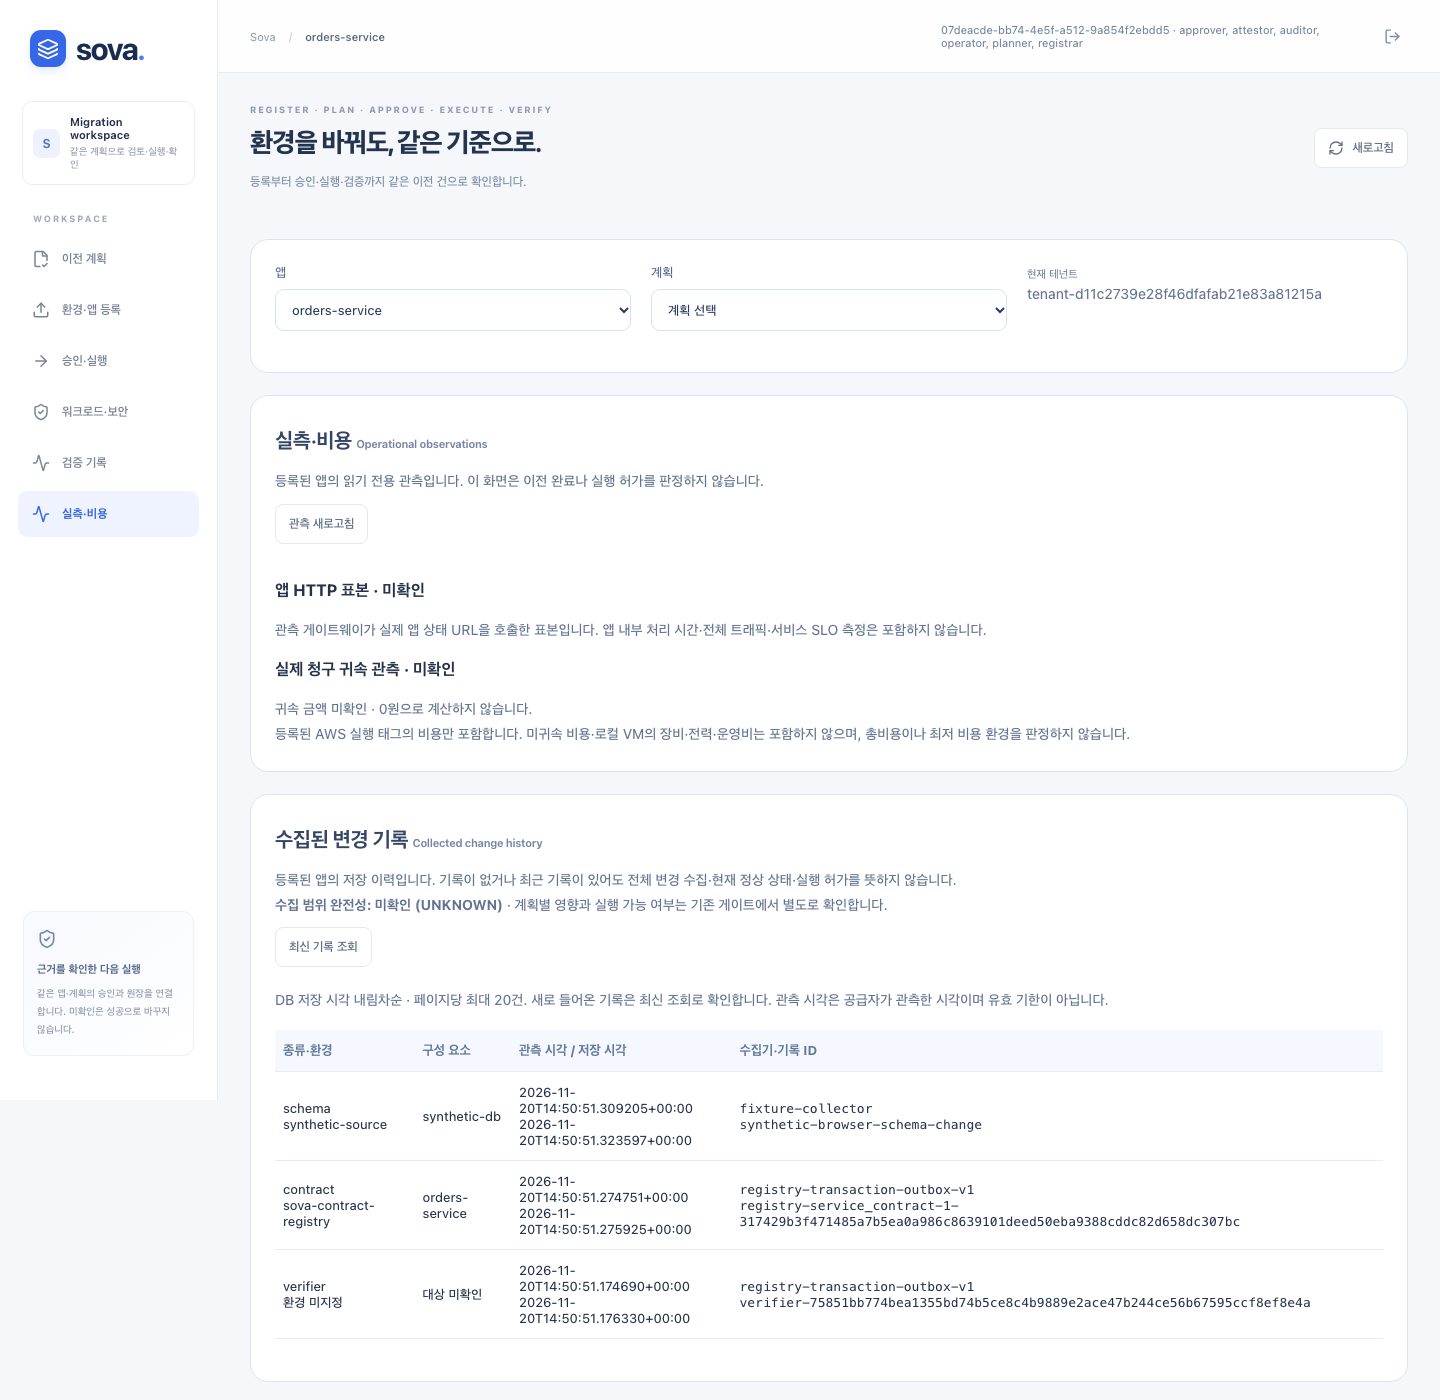 sova.
Sova / orders-service
07deacde-bb74-4e5f-a512-9a854f2ebdd5 · approver, attestor, auditor,
operator, planner, registrar
S
Migration
workspace
같은 계획으로 검토·실행·확
인
WORKSPACE
이전 계획
환경·앱 등록
승인·실행
워크로드·보안
검증 기록
실측·비용
근거를 확인한 다음 실행
같은 앱·계획의 승인과 원장을 연결
합니다. 미확인은 성공으로 바꾸지
않습니다.
REGISTER · PLAN · APPROVE · EXECUTE · VERIFY
환경을 바꿔도, 같은 기준으로.
등록부터 승인·실행·검증까지 같은 이전 건으로 확인합니다.
새로고침
앱
orders-service
계획
계획 선택
현재 테넌트
tenant-d11c2739e28f46dfafab21e83a81215a
실측·비용 Operational observations
등록된 앱의 읽기 전용 관측입니다. 이 화면은 이전 완료나 실행 허가를 판정하지 않습니다.
관측 새로고침
앱 HTTP 표본 · 미확인
관측 게이트웨이가 실제 앱 상태 URL을 호출한 표본입니다. 앱 내부 처리 시간·전체 트래픽·서비스 SLO 측정은 포함하지 않습니다.
실제 청구 귀속 관측 · 미확인
귀속 금액 미확인 · 0원으로 계산하지 않습니다.
등록된 AWS 실행 태그의 비용만 포함합니다. 미귀속 비용·로컬 VM의 장비·전력·운영비는 포함하지 않으며, 총비용이나 최저 비용 환경을 판정하지 않습니다.
수집된 변경 기록 Collected change history
등록된 앱의 저장 이력입니다. 기록이 없거나 최근 기록이 있어도 전체 변경 수집·현재 정상 상태·실행 허가를 뜻하지 않습니다.
수집 범위 완전성: 미확인 (UNKNOWN) · 계획별 영향과 실행 가능 여부는 기존 게이트에서 별도로 확인합니다.
최신 기록 조회
DB 저장 시각 내림차순 · 페이지당 최대 20건. 새로 들어온 기록은 최신 조회로 확인합니다. 관측 시각은 공급자가 관측한 시각이며 유효 기한이 아닙니다.
종류·환경 구성 요소 관측 시각 / 저장 시각 수집기·기록 ID
schema
synthetic-source
synthetic-db
2026-11-
20T14:50:51.309205+00:00
2026-11-
20T14:50:51.323597+00:00
fixture-collector
synthetic-browser-schema-change
contract
sova-contract-
registry
orders-
service
2026-11-
20T14:50:51.274751+00:00
2026-11-
20T14:50:51.275925+00:00
registry-transaction-outbox-v1
registry-service_contract-1-
317429b3f471485a7b5ea0a986c8639101deed50eba9388cddc82d658dc307bc
verifier
환경 미지정
대상 미확인
2026-11-
20T14:50:51.174690+00:00
2026-11-
20T14:50:51.176330+00:00
registry-transaction-outbox-v1
verifier-75851bb774bea1355bd74b5ce8c4b9889e2ace47b244ce56b67595ccf8ef8e4a